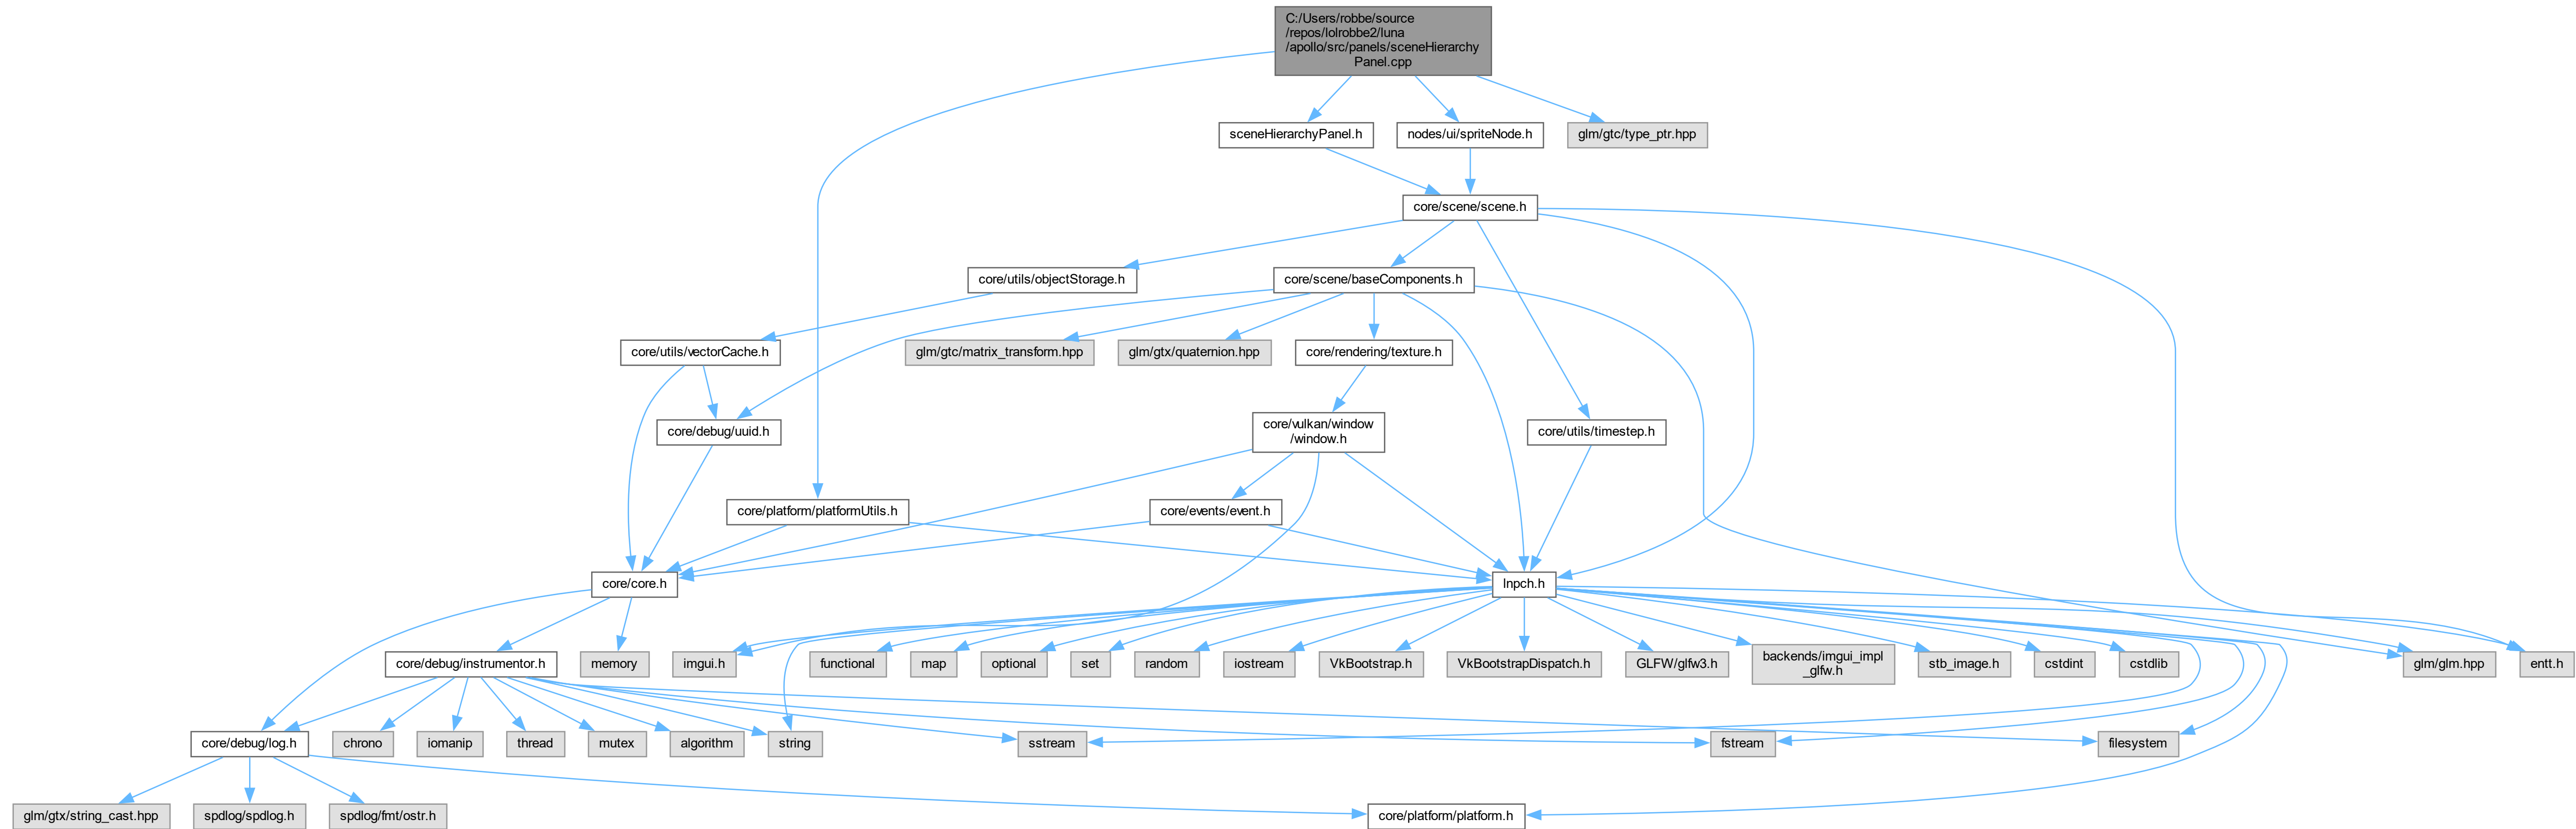 C:/Users/robbe/source
/repos/lolrobbe2/luna
/apollo/src/panels/sceneHierarchy
Panel.cpp
sceneHierarchyPanel.h
nodes/ui/spriteNode.h
glm/gtc/type_ptr.hpp
core/scene/scene.h
core/utils/objectStorage.h
core/scene/baseComponents.h
core/utils/vectorCache.h
glm/gtc/matrix_transform.hpp
glm/gtx/quaternion.hpp
core/rendering/texture.h
core/debug/uuid.h
core/vulkan/window
/window.h
core/utils/timestep.h
core/platform/platformUtils.h
core/events/event.h
core/core.h
lnpch.h
core/debug/instrumentor.h
memory
imgui.h
functional
map
optional
set
random
iostream
VkBootstrap.h
VkBootstrapDispatch.h
GLFW/glfw3.h
backends/imgui_impl
_glfw.h
stb_image.h
cstdint
cstdlib
glm/glm.hpp
entt.h
core/debug/log.h
chrono
iomanip
thread
mutex
algorithm
string
sstream
fstream
filesystem
glm/gtx/string_cast.hpp
spdlog/spdlog.h
spdlog/fmt/ostr.h
core/platform/platform.h